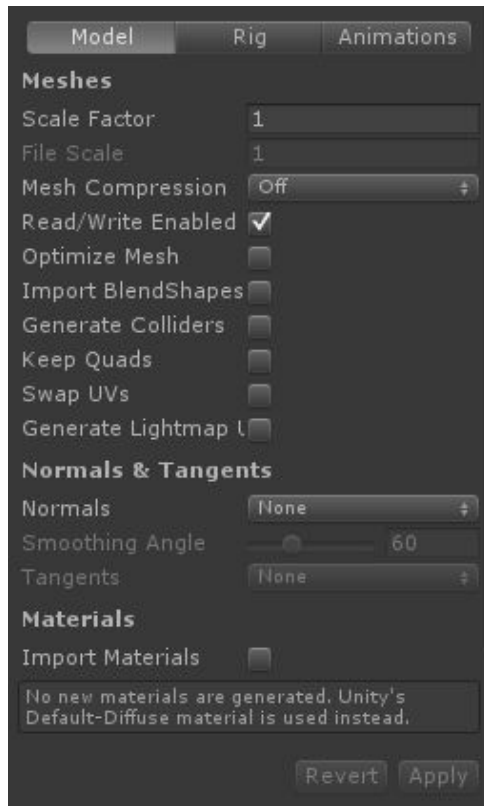 Model Rig Animations
Meshes
Scale Factor 1
File Scale 1
Mesh Compression Off
Read/Write Enabled
Optimize Mesh
Import BlendShapes
Generate Colliders
Keep Quads
Swap UVs
Generate Lightmap U
Normals & Tangents
Normals None
Smoothing Angle 60
Tangents None
Materials
Import Materials
No new materials are generated. Unity's
Default-Diffuse material is used instead.
Revert Apply